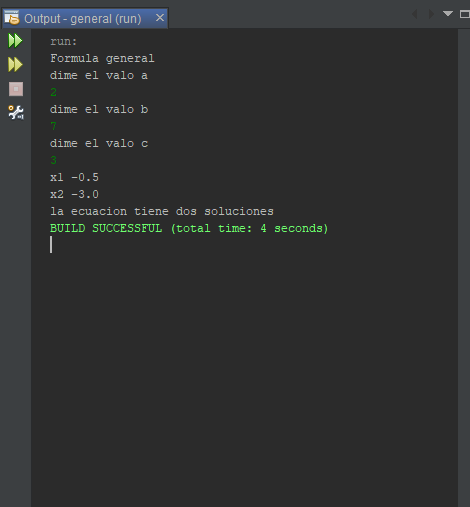 Output - general (run)
run:
Formula general
dime el valo a
2
dime el valo b
7
dime el valo c
3
x1 -0.5
x2 -3.0
la ecuacion tiene dos soluciones
BUILD SUCCESSFUL (total time: 4 seconds)